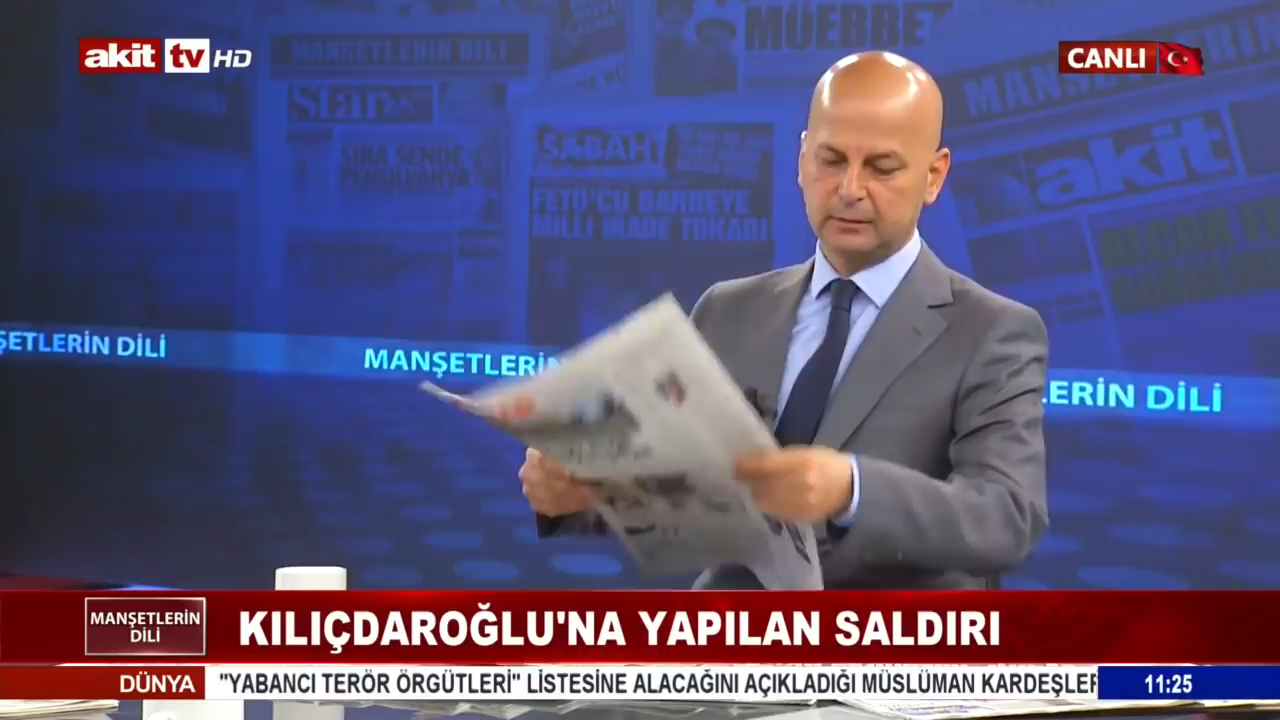 akit tv HD
CANLI
MANŞETLERİN DİLİ
MÜEBBET
Star
SIRA SENDE
PENSILVANYA
SABAH
FETÖ'CÜ DARBEYE
MİLLİ İRADE TOKADI
akit
ŞETLERİN DİLİ
MANŞETLERİN
LERİN DİLİ
MANŞETLERİN
DİLİ
KILIÇDAROĞLU'NA YAPILAN SALDIRI
DÜNYA
"YABANCI TERÖR ÖRGÜTLERİ" LİSTESİNE ALACAĞINI AÇIKLADIĞI MÜSLÜMAN KARDEŞLER
11:25